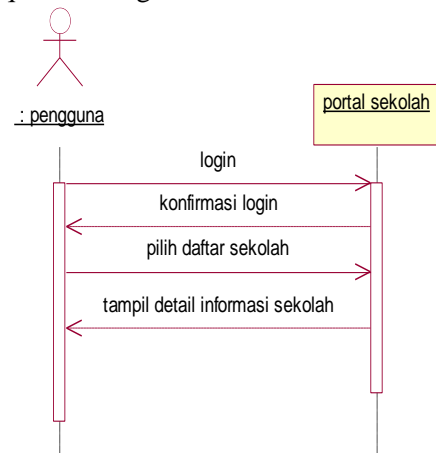 : pengguna
portal sekolah
login
konfirmasi login
pilih daftar sekolah
tampil detail informasi sekolah